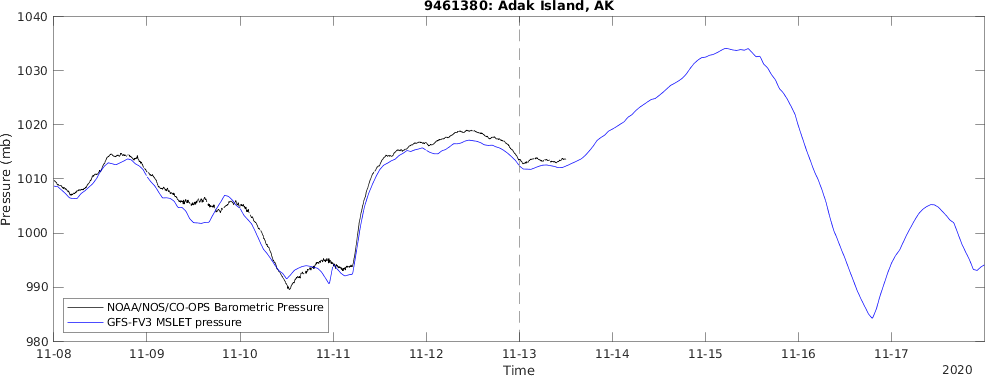 9461380: Adak Island, AK
1040
1030
1020
1010
1000
990
980
Pressure (mb)
NOAA/NOS/CO-OPS Barometric Pressure
GFS-FV3 MSLET pressure
11-08 11-09 11-10 11-11 11-12 11-13 11-14 11-15 11-16 11-17
Time
2020